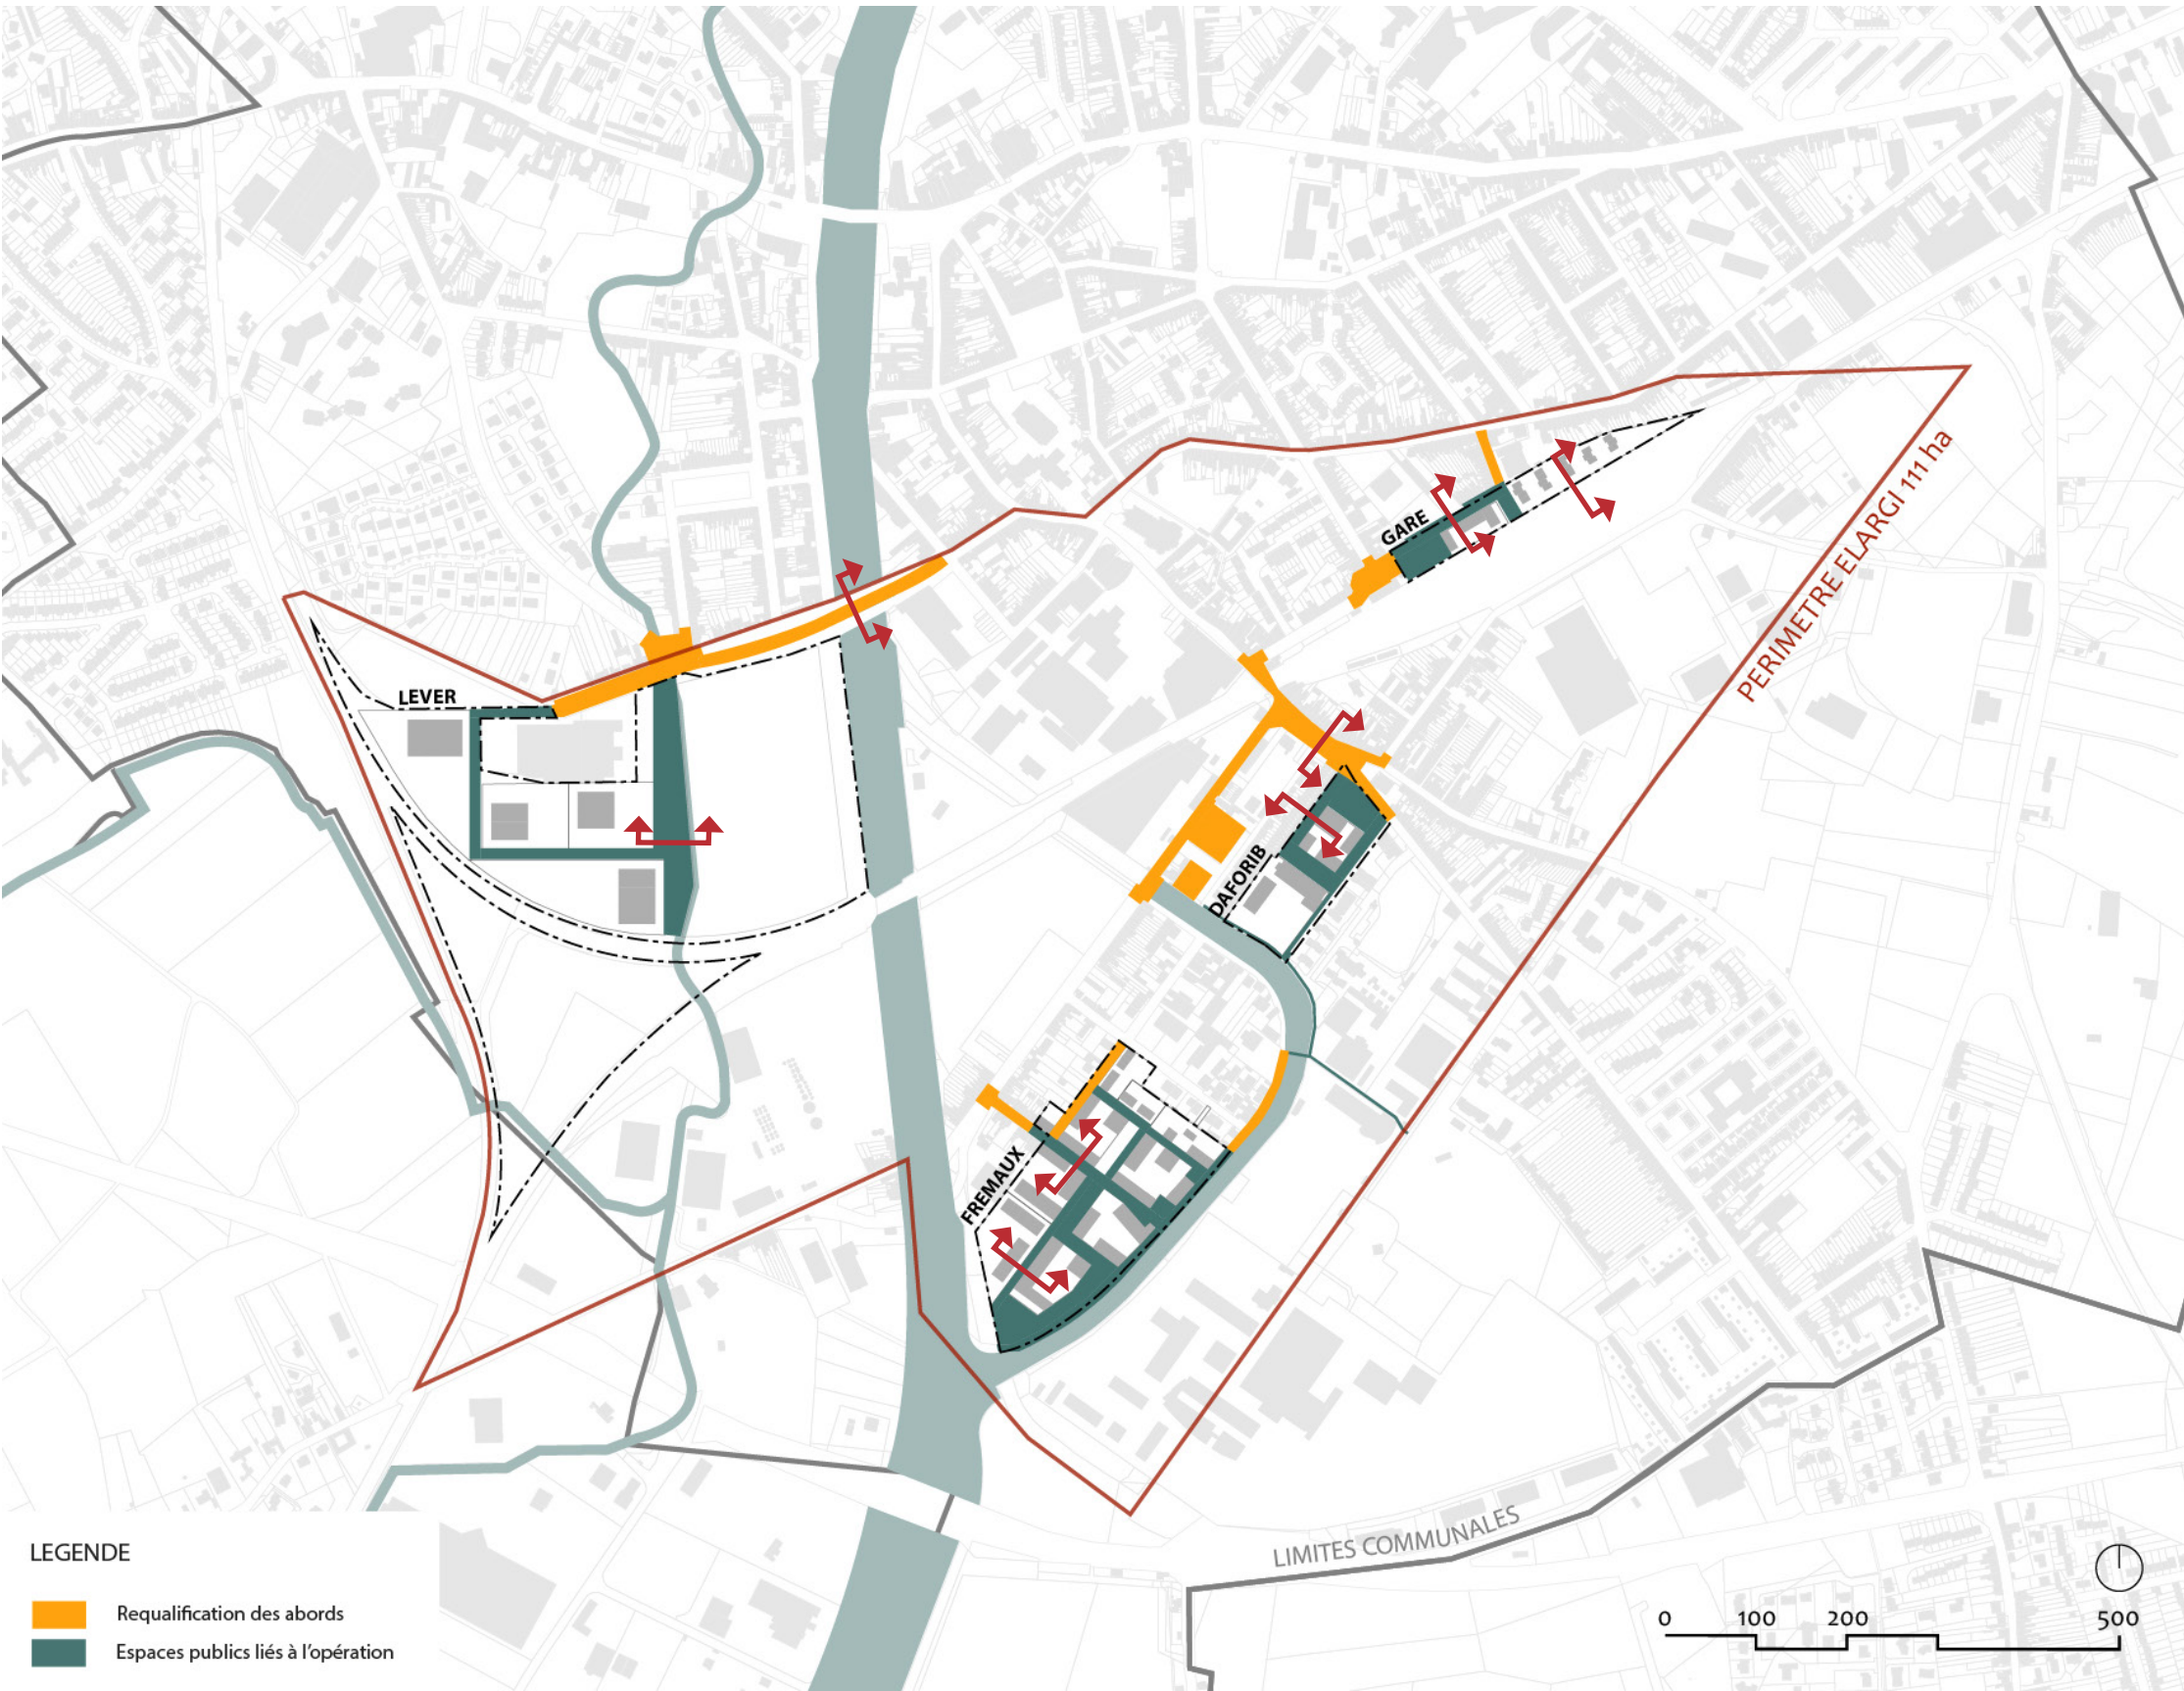 GARE
PERIMETRE ELARGI 111 ha
LEVER
DAFORIB
FREMAUX
LIMITES COMMUNALES
LEGENDE
Requalification des abords
Espaces publics liés à l'opération
0 100 200 500